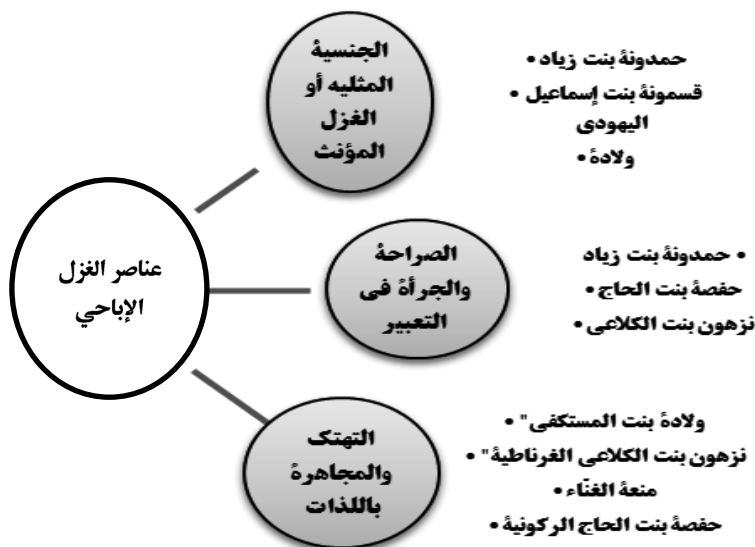 الجنسية
المثليه أو
الغزل
المؤنث
حمدونة بنت زياد •
قسمونة بنت إسماعيل •
اليهودى
ولادة •
عناصر الغزل
الإباحي
الصراحة
والجرأة فى
التعبير
• حمدونة بنت زياد
حفصة بنت الحاج •
نزهون بنت الكلاعى •
التهتك
والمجاهرة
باللذات
ولادة بنت المستكفى" •
نزهون بنت الكلاعى الغرناطية" •
منعة الغنّاء •
حفصة بنت الحاج الركونية •